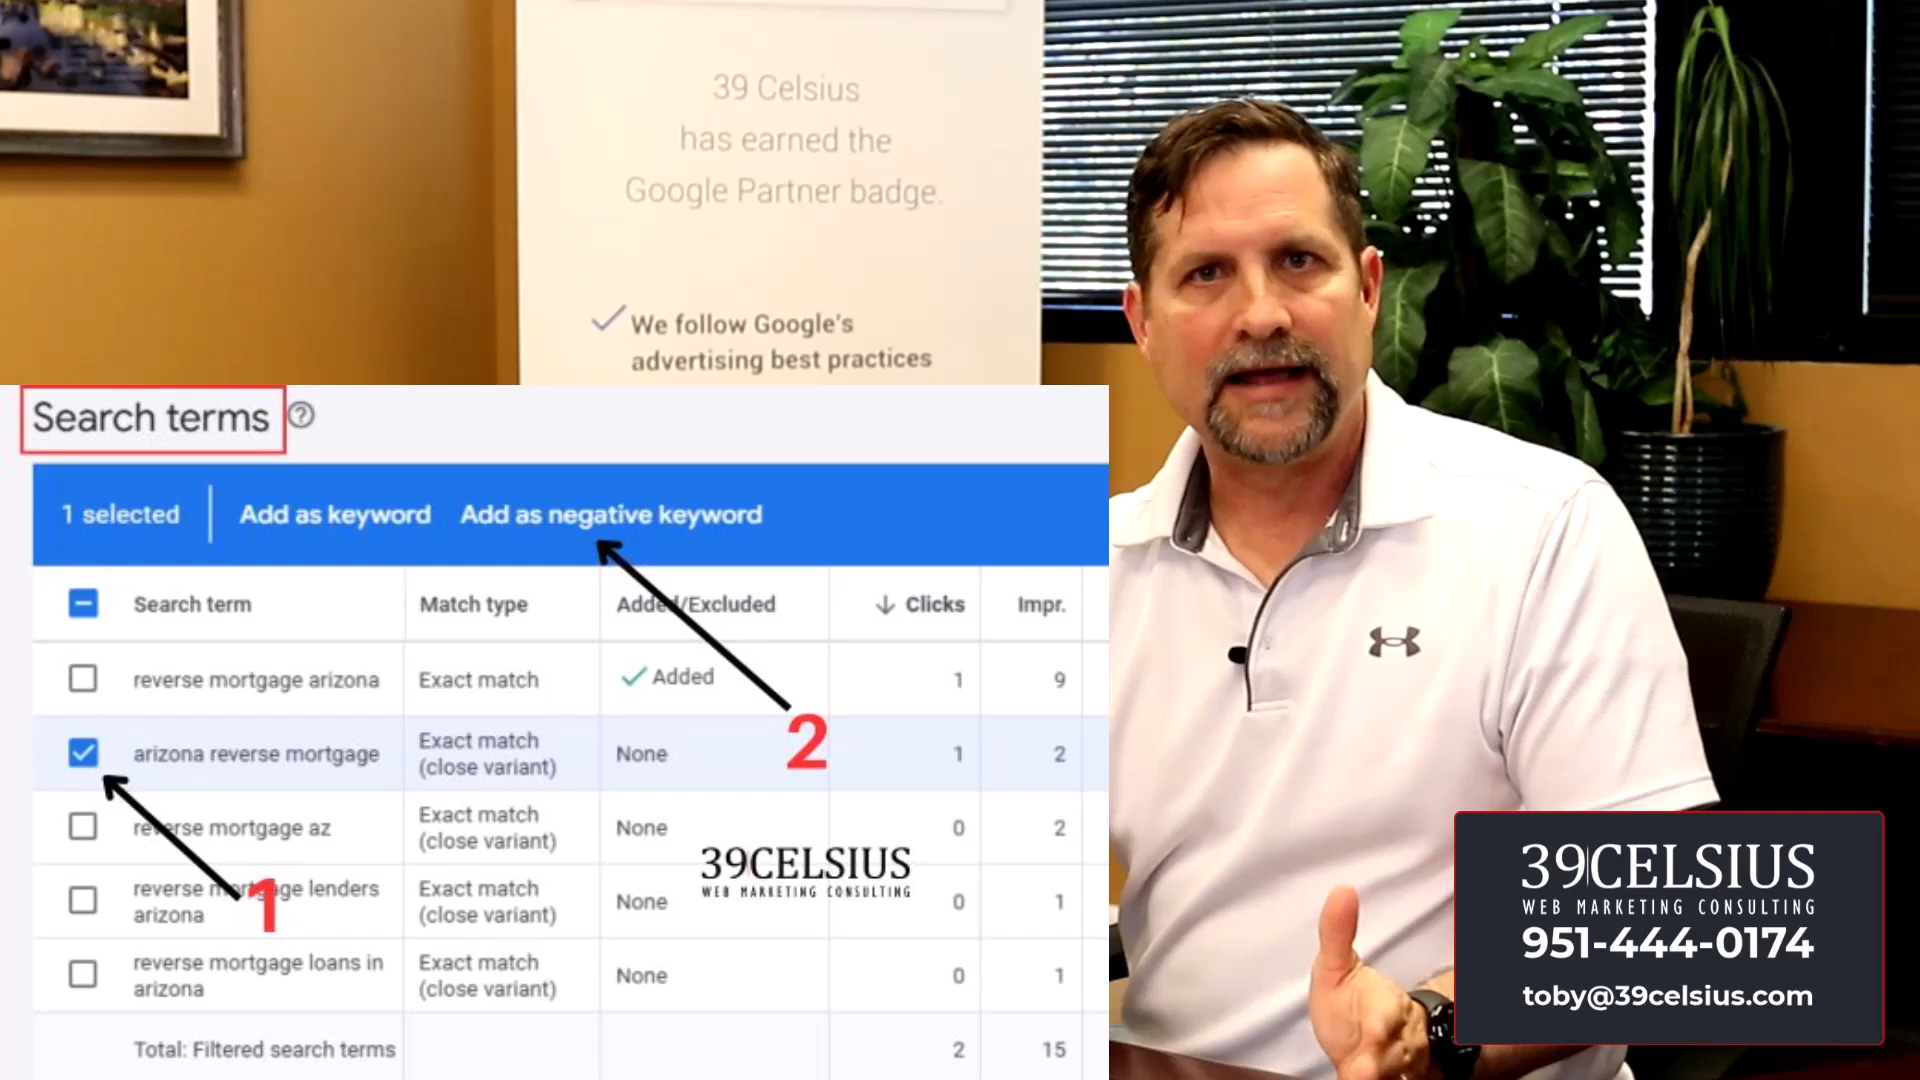 39 Celsius
has earned the
Google Partner badge.
We follow Google's
advertising best practices
Search terms
1 selected Add as keyword Add as negative keyword
Search term Match type Added/Excluded Clicks Impr.
reverse mortgage arizona Exact match Added 1 9
arizona reverse mortgage Exact match (close variant) None 1 2
2
reverse mortgage az Exact match (close variant) None 0 2
reverse mortgage lenders arizona Exact match (close variant) None 0 1
1
reverse mortgage loans in arizona Exact match (close variant) None 0 1
Total: Filtered search terms 2 15
39CELSIUS
WEB MARKETING CONSULTING
39CELSIUS
WEB MARKETING CONSULTING
951-444-0174
toby@39celsius.com